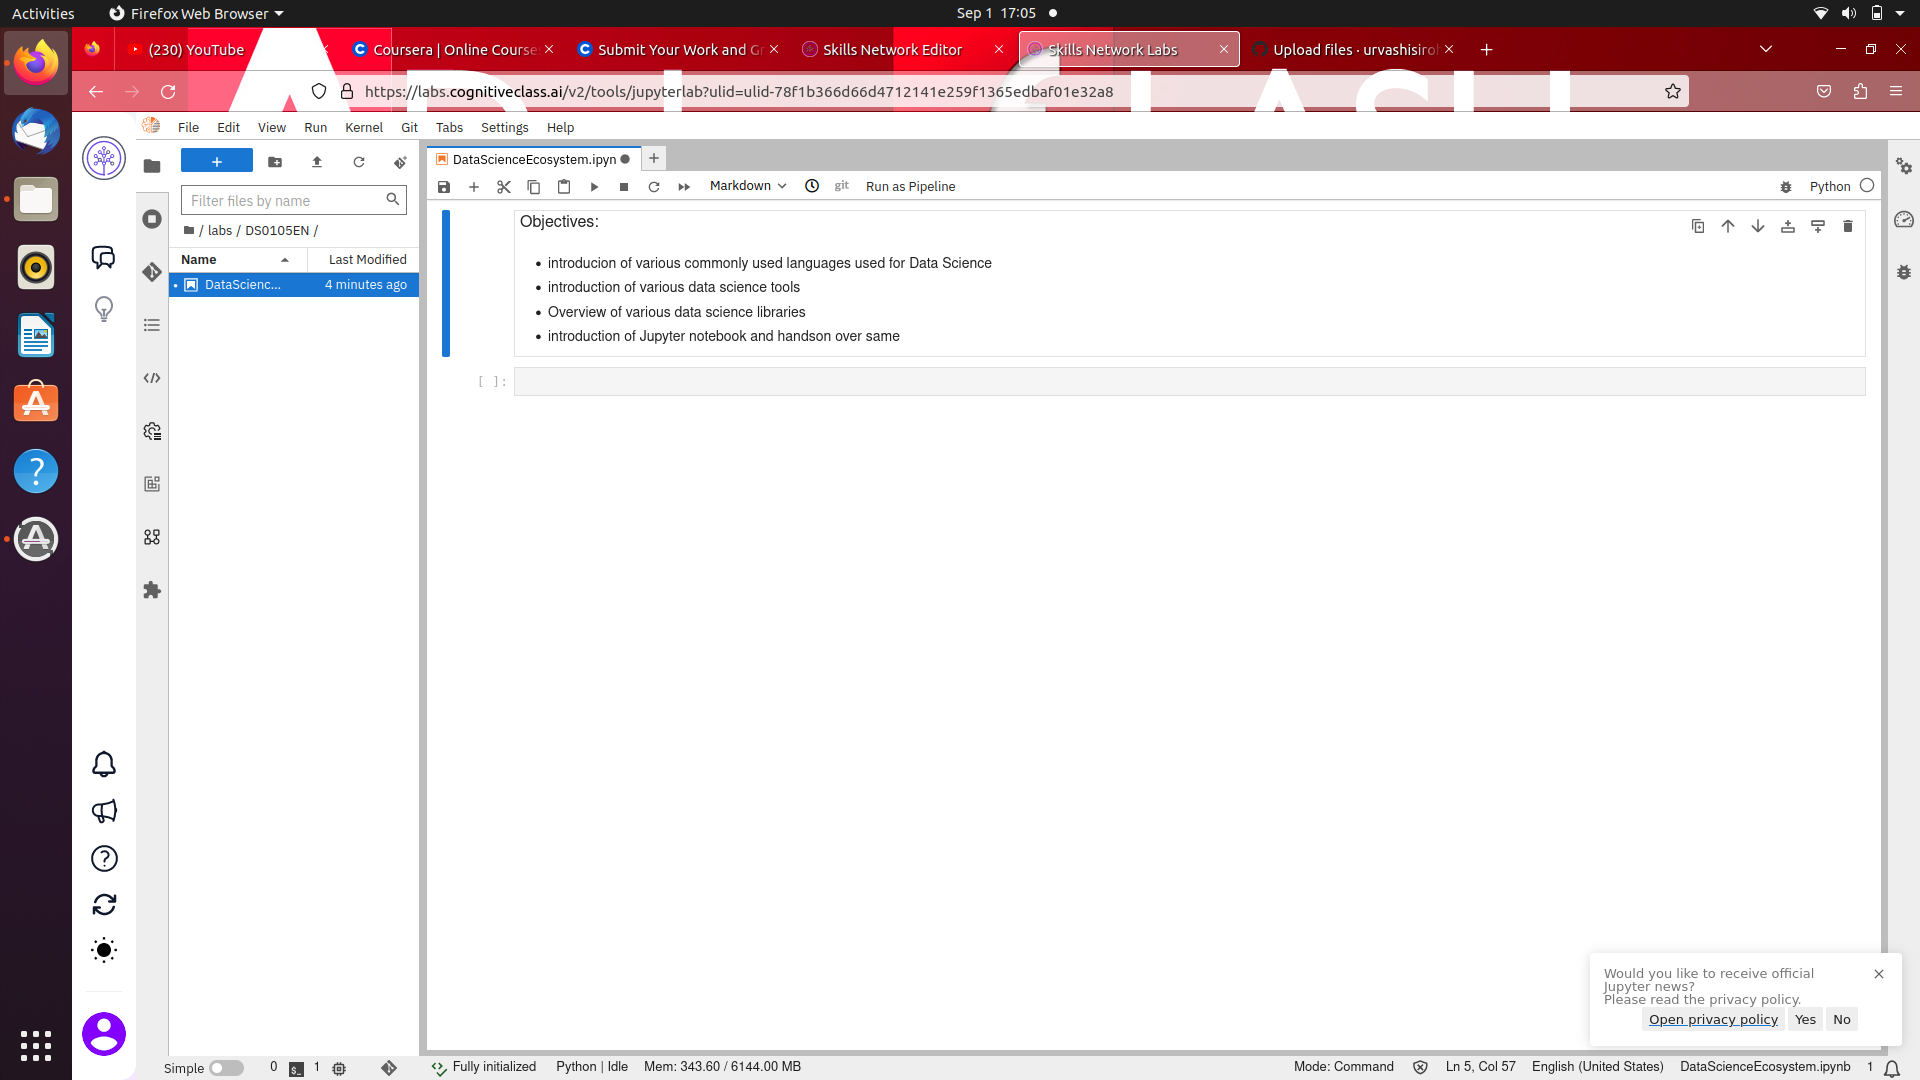 Activities
Firefox Web Browser
Sep 1 17:05
(230) YouTube
Coursera | Online Course
Submit Your Work and Gr
Skills Network Editor
Skills Network Labs
Upload files · urvashisiroh
https://labs.cognitiveclass.ai/v2/tools/jupyterlab?ulid=ulid-78f1b366d66d4712141e259f1365edbaf01e32a8
File Edit View Run Kernel Git Tabs Settings Help
DataScienceEcosystem.ipyn
Markdown
git
Run as Pipeline
Python
Filter files by name
/ labs / DS0105EN /
Name Last Modified
DataScienc... 4 minutes ago
Objectives:
• introducion of various commonly used languages used for Data Science
• introduction of various data science tools
• Overview of various data science libraries
• introduction of Jupyter notebook and handson over same
[ ]:
Would you like to receive official
Jupyter news?
Please read the privacy policy.
Open privacy policy Yes No
Simple 0 $_ 1 Fully initialized Python | Idle Mem: 343.60 / 6144.00 MB Mode: Command Ln 5, Col 57 English (United States) DataScienceEcosystem.ipynb 1